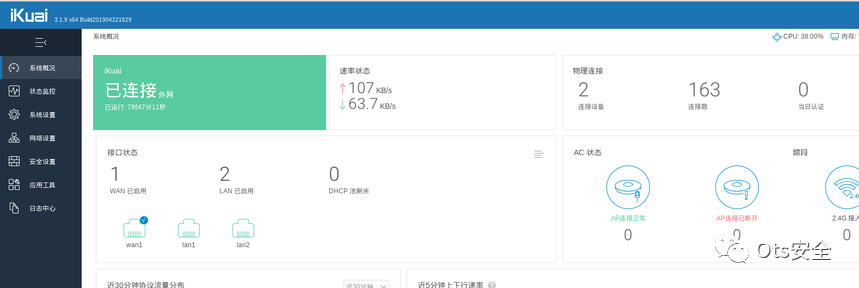 iKuai 3.1.9 x64 Build201904221629
系统概况 CPU: 38.00% 内存:
系统概况
状态监控
系统设置
网络设置
安全设置
应用工具
日志中心
iKuai
已连接外网
已运行: 7时47分11秒
速率状态
107 KB/s
63.7 KB/s
物理连接
2 163 0
连接设备 连接数 当日认证
接口状态
1 2 0
WAN 已启用 LAN 已启用 DHCP 池剩余
wan1 lan1 lan2
AC 状态 频段
2.4
AP连接正常 AP连接已断开 2.4G 接入
0 0 0
Ots安全
近30分钟协议流量分布 近30分钟
近5分钟上下行速率